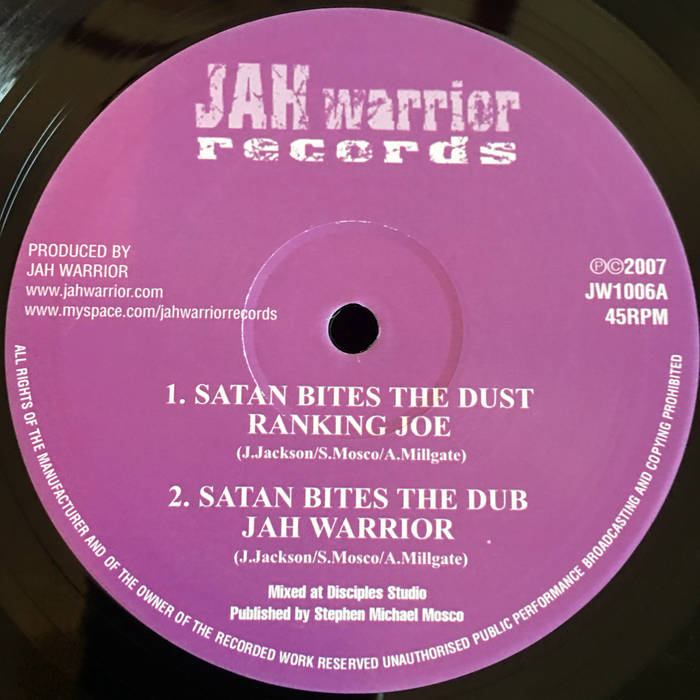 JAH warrior
records
PRODUCED BY
JAH WARRIOR
www.jahwarrior.com
www.myspace.com/jahwarriorrecords
℗©2007
JW1006A
45RPM
1. SATAN BITES THE DUST
RANKING JOE
(J.Jackson/S.Mosco/A.Millgate)
2. SATAN BITES THE DUB
JAH WARRIOR
(J.Jackson/S.Mosco/A.Millgate)
Mixed at Disciples Studio
Published by Stephen Michael Mosco
ALL RIGHTS OF THE MANUFACTURER AND OF THE OWNER OF THE RECORDED WORK RESERVED UNAUTHORISED PUBLIC PERFORMANCE BROADCASTING AND COPYING PROHIBITED